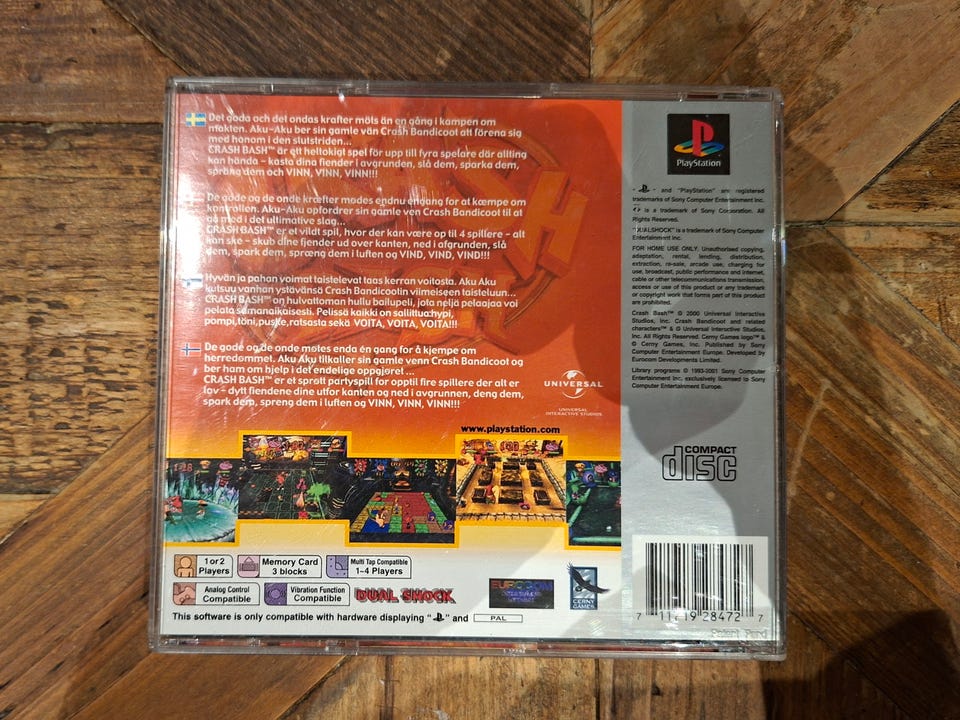 Det goda och det ondas krafter möts än en gång i kampen om
makten. Aku-Aku ber sin gamle vän Crash Bandicoot att förena sig
med honom i den slutstriden...
CRASH BASH™ är ett heltokigt spel för upp till fyra spelare där allting
kan hända – kasta dina fiender i avgrunden, slå dem, sparka dem,
spräng dem och VINN, VINN, VINN!!!
De gode og de onde kræfter mødes endnu engang for at kæmpe om
kontrollen. Aku-Aku opfordrer sin gamle ven Crash Bandicoot til at
gå med i det ultimative slag...
CRASH BASH™ er et vildt spil, hvor der kan være op til 4 spillere – alt
kan ske – skub dine fjender ud over kanten, ned i afgrunden, slå
dem, spark dem, spræng dem i luften og VIND, VIND, VIND!!!
Hyvän ja pahan voimat taistelevat taas kerran voitosta. Aku Aku
kutsuu vanhan ystävänsä Crash Bandicootin viimeiseen taisteluun...
CRASH BASH™ on hulvattoman hullu bailupeli, jota neljä pelaajaa voi
pelata samanaikaisesti. Pelissä kaikki on sallittua:hypi,
pompi,töni,puske,ratsasta sekä VOITA, VOITA, VOITA!!!
De gode og de onde møtes enda én gang for å kjempe om
herredømmet. Aku Aku tilkaller sin gamle venn Crash Bandicoot og
ber ham om hjelp i det endelige oppgjøret ...
CRASH BASH™ er et sprøtt partyspill for opptil fire spillere der alt er
lov – dytt fiendene dine utfor kanten og ned i avgrunnen, deng dem,
spark dem, spreng dem i luften og VINN, VINN, VINN!!!
UNIVERSAL
UNIVERSAL
INTERACTIVE STUDIOS
www.playstation.com
1 or 2
Players
Memory Card
3 blocks
Multi Tap Compatible
1-4 Players
Analog Control
Compatible
Vibration Function
Compatible
DUAL SHOCK
EUROCOM
CERNY
GAMES
This software is only compatible with hardware displaying " " and PAL
PlayStation
" " and "PlayStation" are registered
trademarks of Sony Computer Entertainment Inc.
is a trademark of Sony Corporation. All
Rights Reserved.
"DUALSHOCK" is a trademark of Sony Computer
Entertainment Inc.
FOR HOME USE ONLY. Unauthorised copying,
adaptation, rental, lending, distribution,
extraction, re-sale, arcade use, charging for
use, broadcast, public performance and internet,
cable or other telecommunications transmission,
access or use of this product or any trademark
or copyright work that forms part of this product
are prohibited.
Crash Bash™ © 2000 Universal Interactive
Studios, Inc. Crash Bandicoot and related
characters™ & © Universal Interactive Studios,
Inc. All Rights Reserved. Cerny Games logo™ &
© Cerny Games, Inc. Published by Sony
Computer Entertainment Europe. Developed by
Eurocom Developments Limited.
Library programs © 1993-2001 Sony Computer
Entertainment Inc. exclusively licensed to Sony
Computer Entertainment Europe.
COMPACT
disc
7 11719 28472 7
Patent Pend